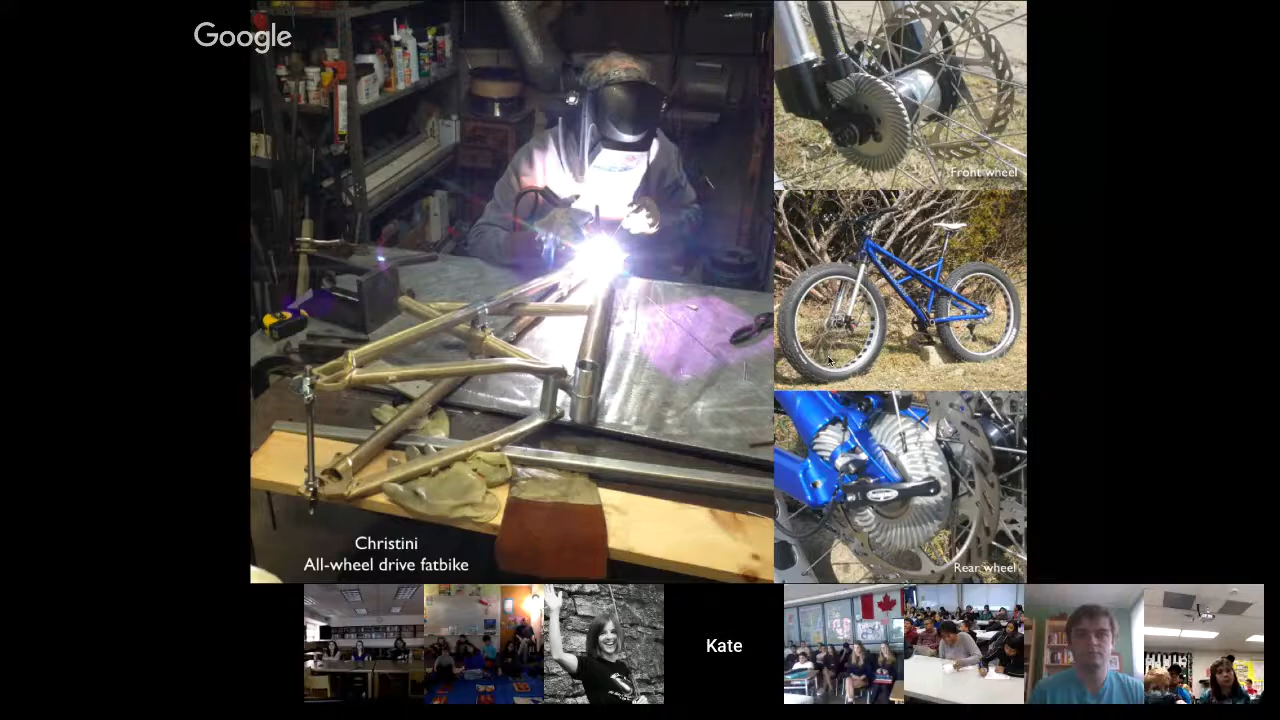 Google
Front wheel
Christini
All-wheel drive fatbike
Rear wheel
Kate